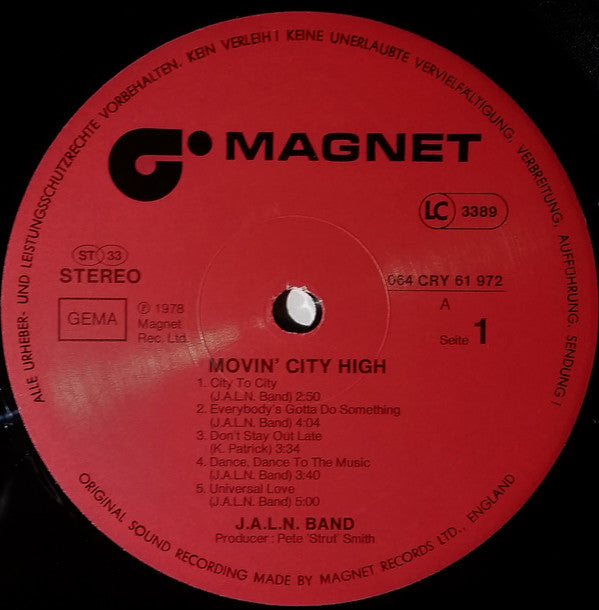 ALLE URHEBER- UND LEISTUNGSSCHUTZRECHTE VORBEHALTEN. KEIN VERLEIH! KEINE UNERLAUBTE VERVIELFÄLTIGUNG, VERBREITUNG, AUFFÜHRUNG, SENDUNG!
MAGNET
LC 3389
ST 33
STEREO
064 CRY 61 972
GEMA
℗ 1978
Magnet
Rec. Ltd.
A
Seite 1
MOVIN' CITY HIGH
1. City To City
(J.A.L.N. Band) 2:50
2. Everybody's Gotta Do Something
(J.A.L.N. Band) 4:04
3. Don't Stay Out Late
(K. Patrick) 3:34
4. Dance, Dance To The Music
(J.A.L.N. Band) 3:40
5. Universal Love
(J.A.L.N. Band) 5:00
J.A.L.N. BAND
Producer: Pete 'Strut' Smith
ORIGINAL SOUND RECORDING MADE BY MAGNET RECORDS LTD., ENGLAND